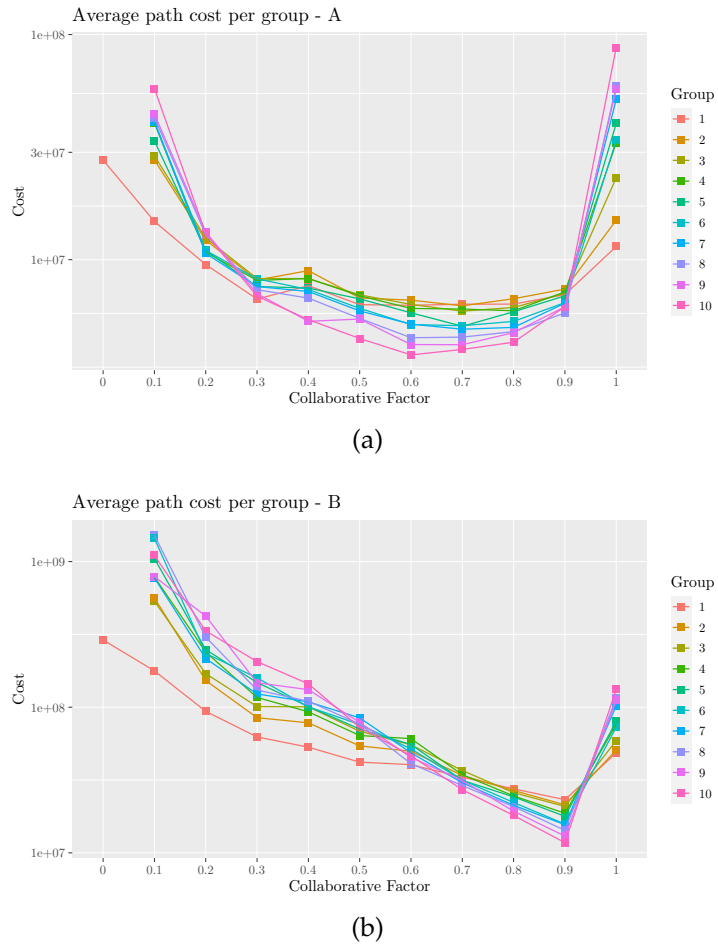 Average path cost per group - A
1e+08
3e+07
1e+07
Cost
0 0.1 0.2 0.3 0.4 0.5 0.6 0.7 0.8 0.9 1
Collaborative Factor
Group
1
2
3
4
5
6
7
8
9
10
(a)
Average path cost per group - B
1e+09
1e+08
1e+07
Cost
0 0.1 0.2 0.3 0.4 0.5 0.6 0.7 0.8 0.9 1
Collaborative Factor
Group
1
2
3
4
5
6
7
8
9
10
(b)